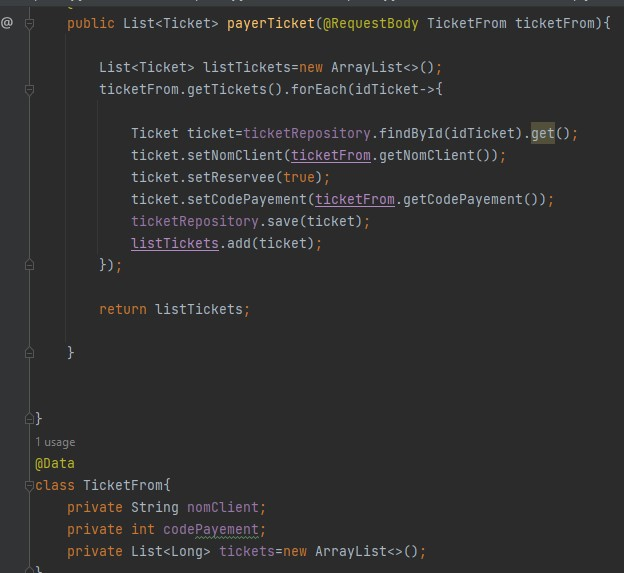 public List<Ticket> payerTicket(@RequestBody TicketFrom ticketFrom){
List<Ticket> listTickets=new ArrayList<>();
ticketFrom.getTickets().forEach(idTicket->{
Ticket ticket=ticketRepository.findById(idTicket).get();
ticket.setNomClient(ticketFrom.getNomClient());
ticket.setReservee(true);
ticket.setCodePayement(ticketFrom.getCodePayement());
ticketRepository.save(ticket);
listTickets.add(ticket);
});
return listTickets;
}
}
1 usage
@Data
class TicketFrom{
private String nomClient;
private int codePayement;
private List<Long> tickets=new ArrayList<>();
}